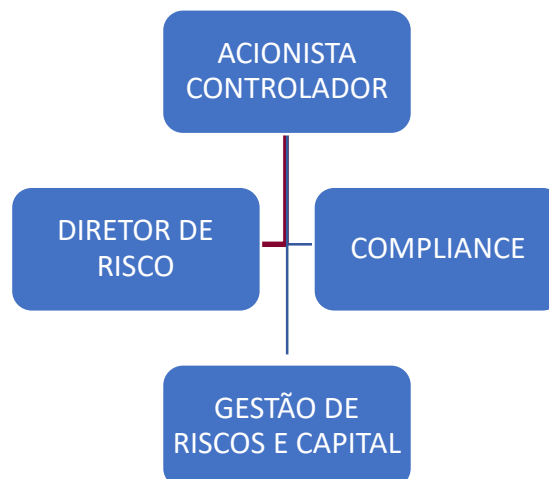 ACIONISTA
CONTROLADOR
DIRETOR DE
RISCO
COMPLIANCE
GESTÃO DE
RISCOS E CAPITAL